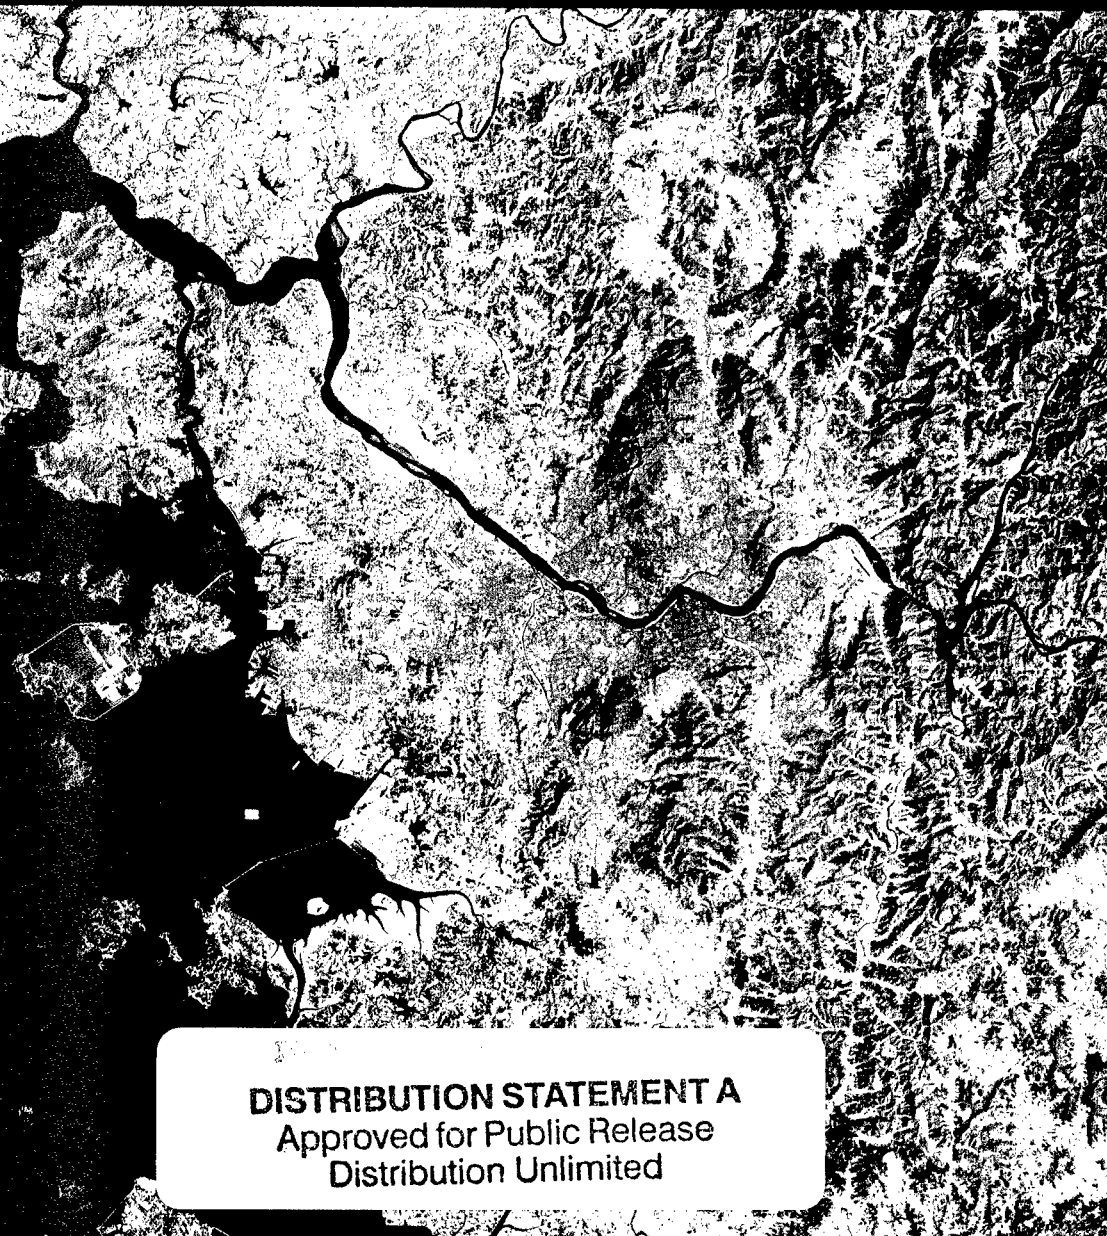 DISTRIBUTION STATEMENT A
Approved for Public Release
Distribution Unlimited